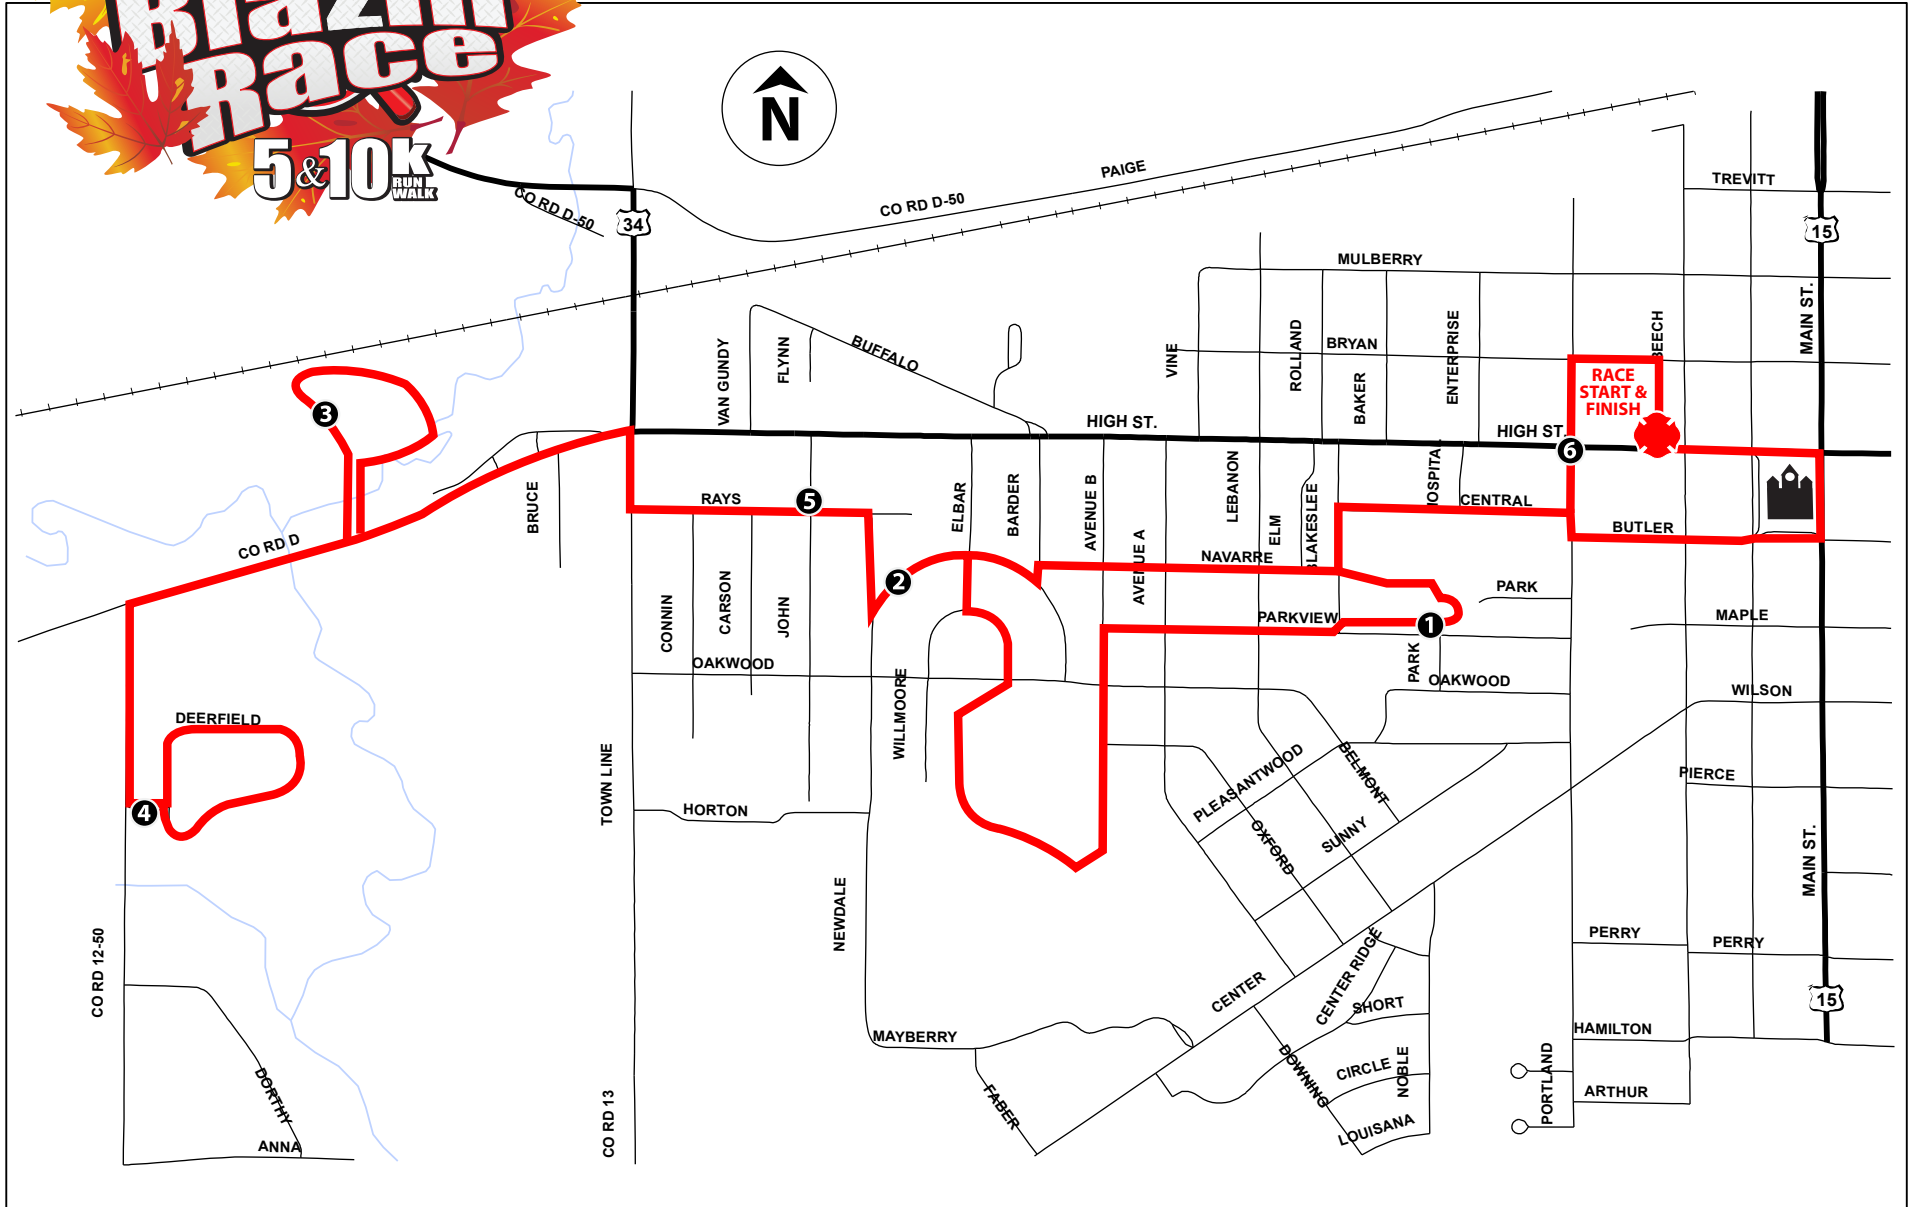 Blazin
Race
5&10K
RUN
WALK
N
CO RD D-50
34
CO RD D-50
PAIGE
TREVITT
15
MULBERRY
MAIN ST.
VAN GUNDY
FLYNN
BUFFALO
VINE
ROLLAND
BRYAN
BAKER
ENTERPRISE
BEECH
RACE
START &
FINISH
3
HIGH ST.
HIGH ST.
6
BRUCE
RAYS
5
ELBAR
BARDER
AVENUE B
AVENUE A
LEBANON
ELM
BLAKESLEE
HOSPITAL
CENTRAL
BUTLER
CO RD D
NAVARRE
2
CONNIN
CARSON
JOHN
PARKVIEW
1
PARK
PARK
MAPLE
OAKWOOD
OAKWOOD
WILSON
WILLMOORE
DEERFIELD
4
TOWN LINE
HORTON
PLEASANTWOOD
BELMONT
OXFORD
SUNNY
PIERCE
MAIN ST.
NEWDALE
CO RD 12-50
PERRY
PERRY
CENTER
CENTER RIDGE
SHORT
15
MAYBERRY
HAMILTON
DORTHY
ANNA
CO RD 13
FABER
DOWNING
CIRCLE
NOBLE
LOUISANA
PORTLAND
ARTHUR